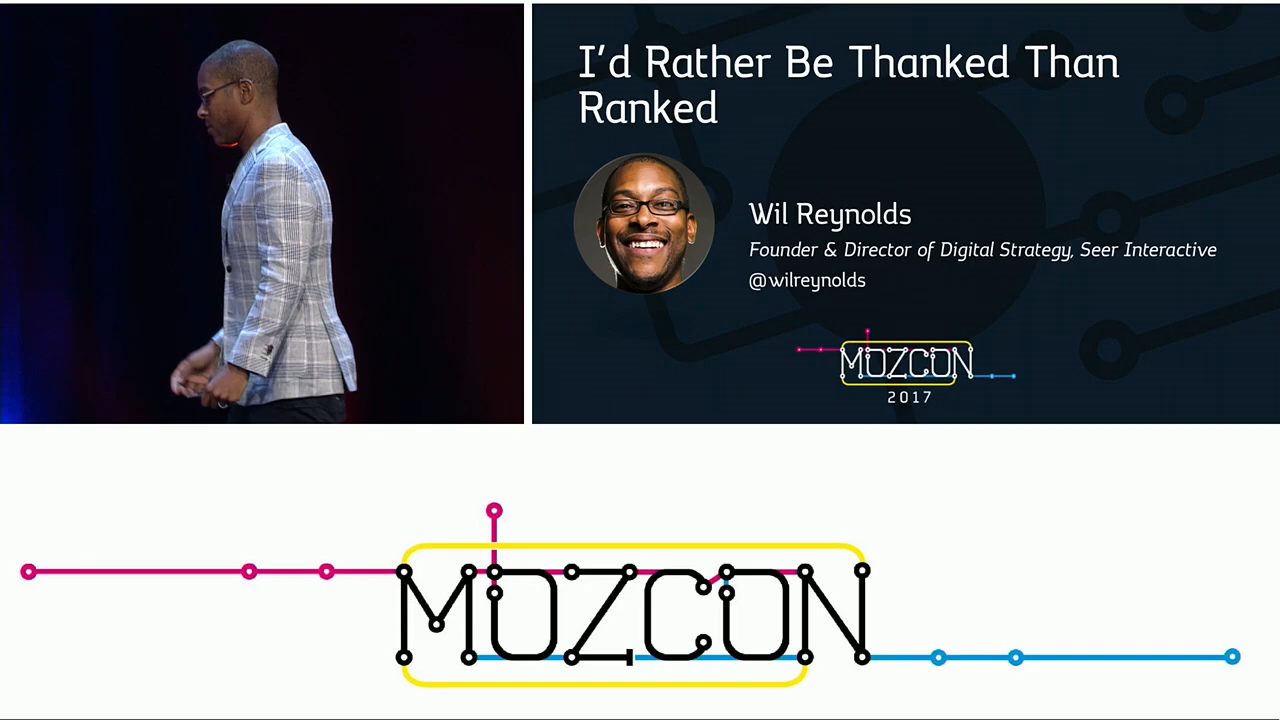 I'd Rather Be Thanked Than
Ranked
Wil Reynolds
Founder & Director of Digital Strategy, Seer Interactive
@wilreynolds
MOZCON
2017
MOZCON